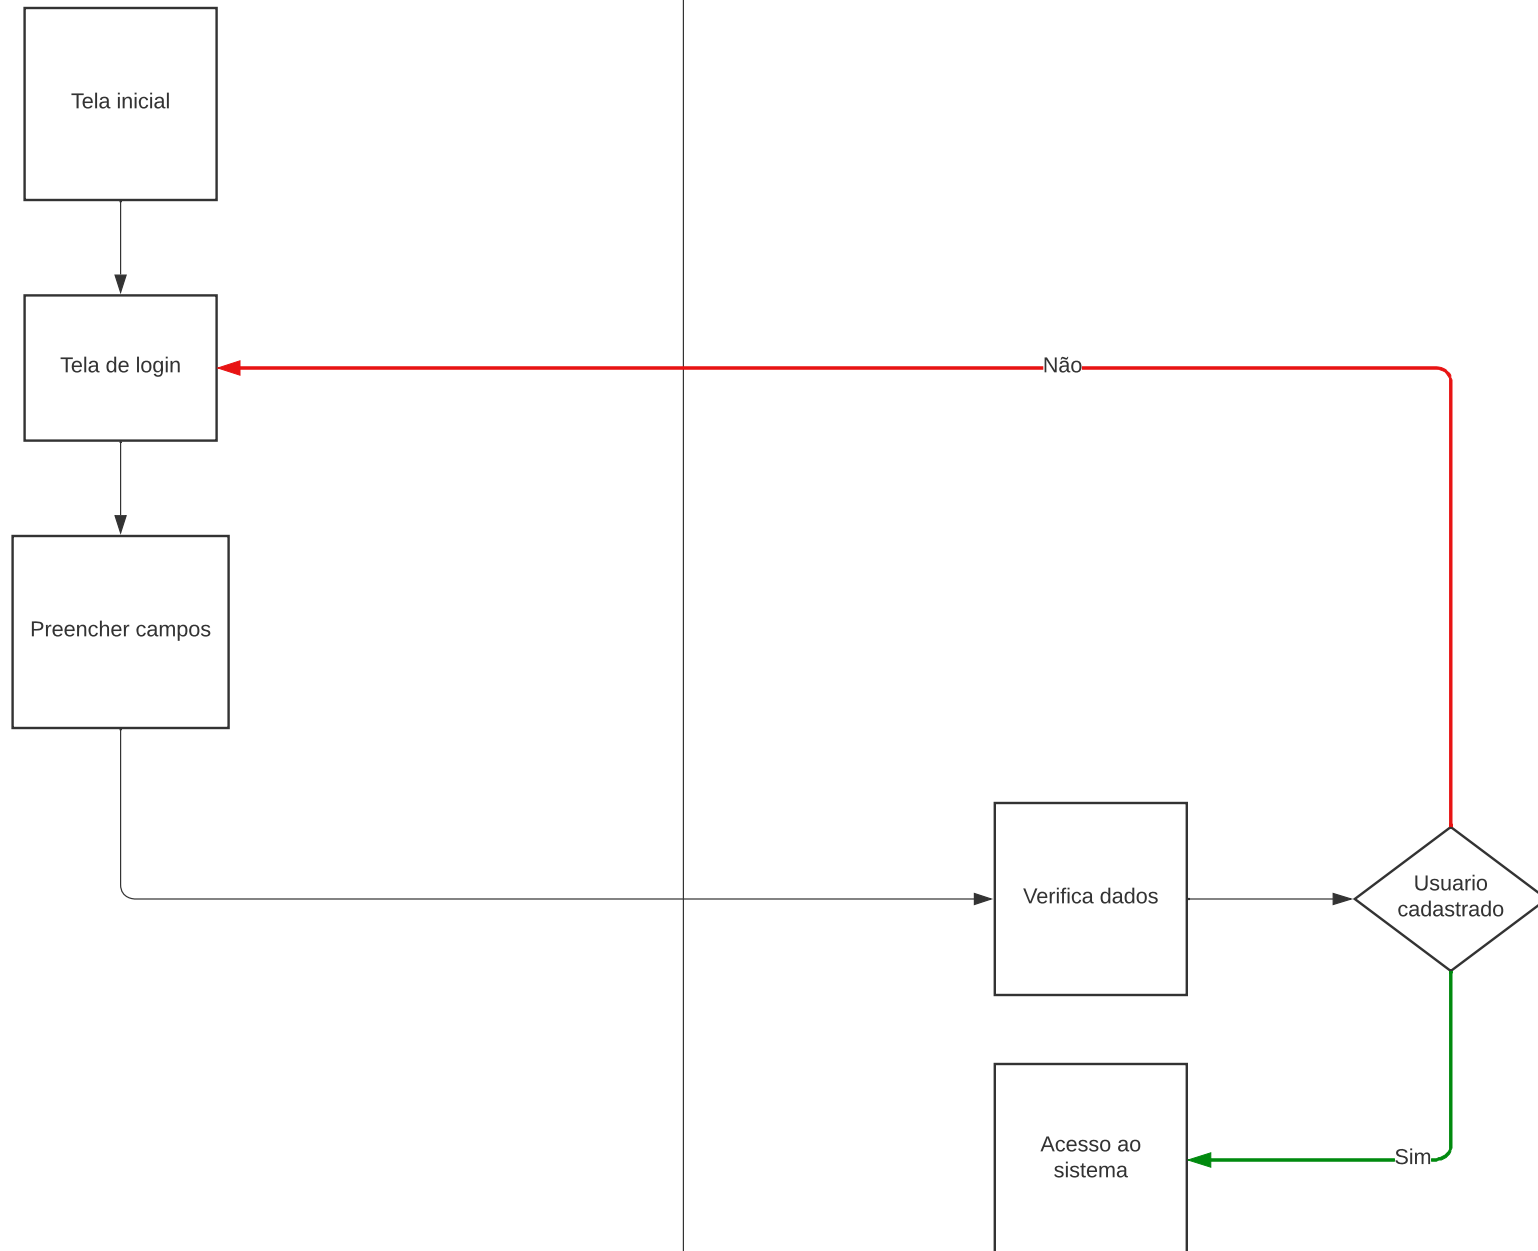 Tela inicial
Tela de login
Não
Preencher campos
Verifica dados
Usuario
cadastrado
Acesso ao
sistema
Sim